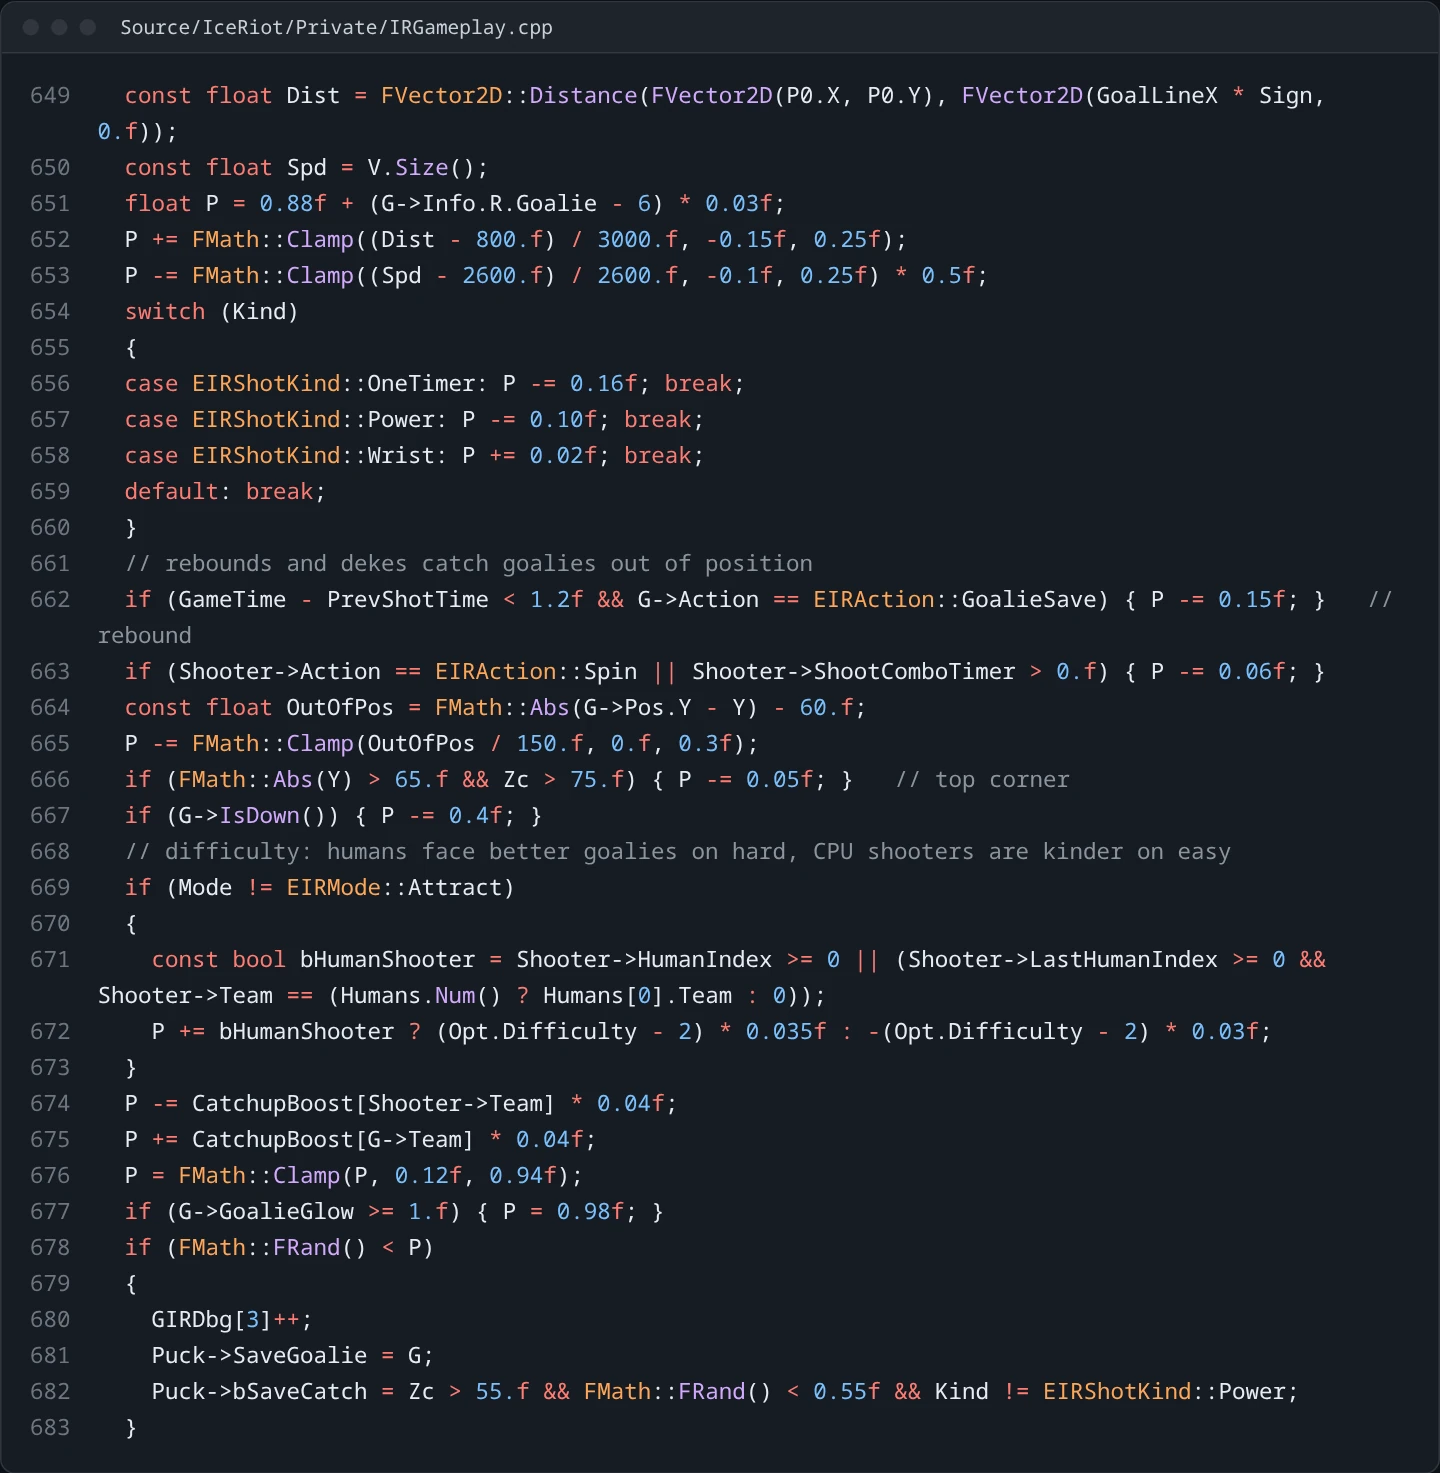 Source/IceRiot/Private/IRGameplay.cpp
649 const float Dist = FVector2D::Distance(FVector2D(P0.X, P0.Y), FVector2D(GoalLineX * Sign,
0.f));
650 const float Spd = V.Size();
651 float P = 0.88f + (G->Info.R.Goalie - 6) * 0.03f;
652 P += FMath::Clamp((Dist - 800.f) / 3000.f, -0.15f, 0.25f);
653 P -= FMath::Clamp((Spd - 2600.f) / 2600.f, -0.1f, 0.25f) * 0.5f;
654 switch (Kind)
655 {
656 case EIRShotKind::OneTimer: P -= 0.16f; break;
657 case EIRShotKind::Power: P -= 0.10f; break;
658 case EIRShotKind::Wrist: P += 0.02f; break;
659 default: break;
660 }
661 // rebounds and dekes catch goalies out of position
662 if (GameTime - PrevShotTime < 1.2f && G->Action == EIRAction::GoalieSave) { P -= 0.15f; } //
rebound
663 if (Shooter->Action == EIRAction::Spin || Shooter->ShootComboTimer > 0.f) { P -= 0.06f; }
664 const float OutOfPos = FMath::Abs(G->Pos.Y - Y) - 60.f;
665 P -= FMath::Clamp(OutOfPos / 150.f, 0.f, 0.3f);
666 if (FMath::Abs(Y) > 65.f && Zc > 75.f) { P -= 0.05f; } // top corner
667 if (G->IsDown()) { P -= 0.4f; }
668 // difficulty: humans face better goalies on hard, CPU shooters are kinder on easy
669 if (Mode != EIRMode::Attract)
670 {
671 const bool bHumanShooter = Shooter->HumanIndex >= 0 || (Shooter->LastHumanIndex >= 0 &&
Shooter->Team == (Humans.Num() ? Humans[0].Team : 0));
672 P += bHumanShooter ? (Opt.Difficulty - 2) * 0.035f : -(Opt.Difficulty - 2) * 0.03f;
673 }
674 P -= CatchupBoost[Shooter->Team] * 0.04f;
675 P += CatchupBoost[G->Team] * 0.04f;
676 P = FMath::Clamp(P, 0.12f, 0.94f);
677 if (G->GoalieGlow >= 1.f) { P = 0.98f; }
678 if (FMath::FRand() < P)
679 {
680 GIRDbg[3]++;
681 Puck->SaveGoalie = G;
682 Puck->bSaveCatch = Zc > 55.f && FMath::FRand() < 0.55f && Kind != EIRShotKind::Power;
683 }